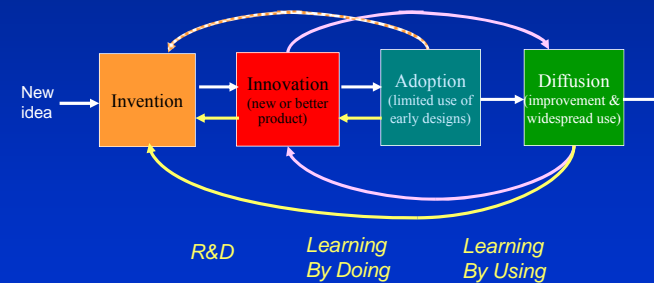 New
idea
Invention
Innovation
(new or better
product)
Adoption
(limited use of
early designs)
Diffusion
(improvement &
widespread use)
R&D
Learning
By Doing
Learning
By Using